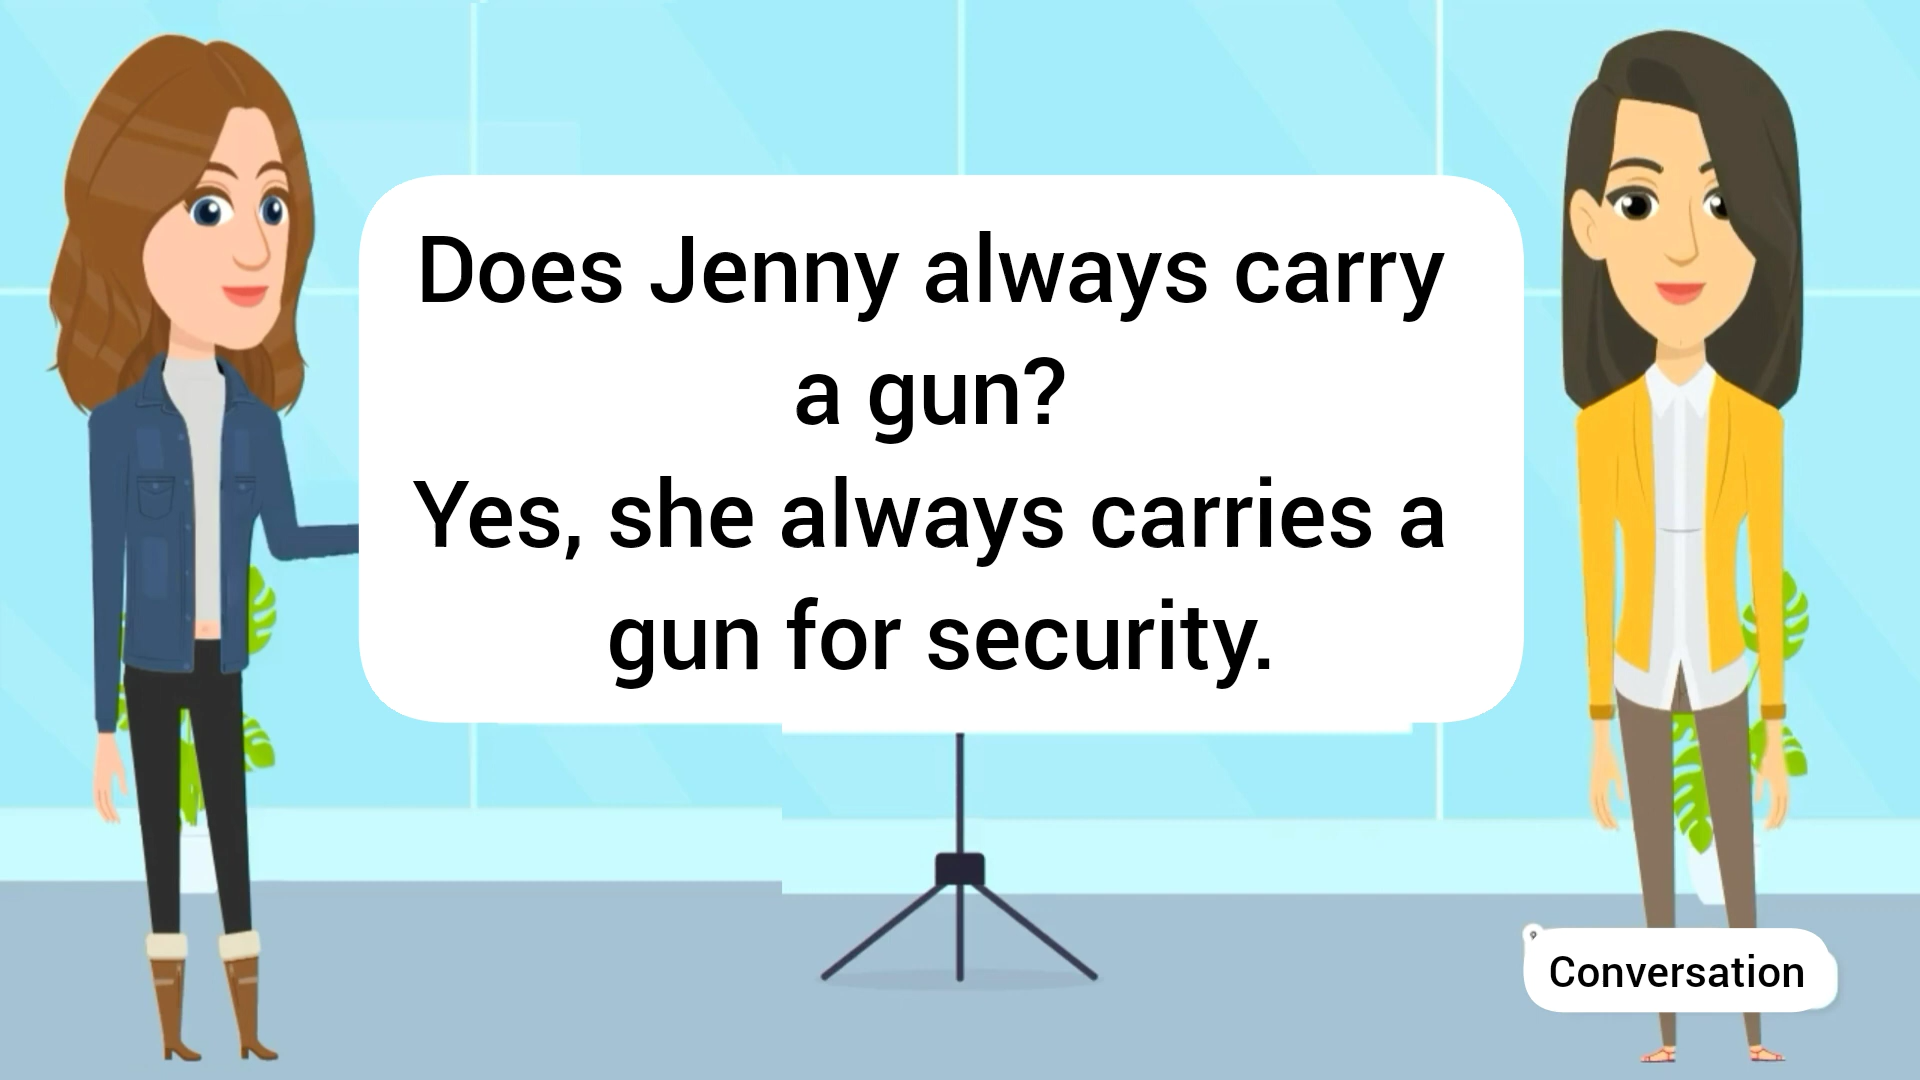 Does Jenny always carry
a gun?
Yes, she always carries a
gun for security.
Conversation